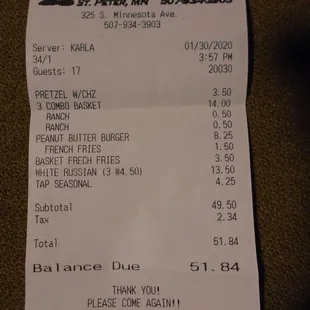 ST. PETER, MN 507-934-3903
325 S. Minnesota Ave.
507-934-3903
Server: KARLA 01/30/2020
34/1 3:57 PM
Guests: 17 20030
PRETZEL W/CHZ 3.50
3 COMBO BASKET 14.00
RANCH 0.50
RANCH 0.50
PEANUT BUTTER BURGER 8.25
FRENCH FRIES 1.50
BASKET FRECH FRIES 3.50
WHITE RUSSIAN (3 @4.50) 13.50
TAP SEASONAL 4.25
Subtotal 49.50
Tax 2.34
Total 51.84
Balance Due 51.84
THANK YOU!
PLEASE COME AGAIN!!